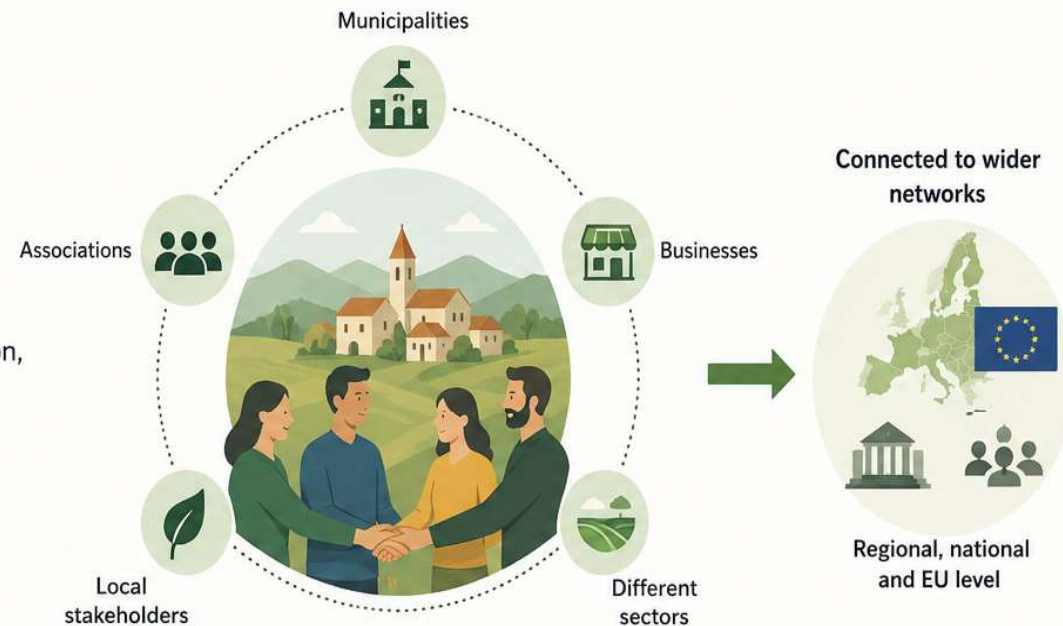 Municipalities
Associations
Businesses
Connected to wider
networks
Local
stakeholders
Different
sectors
Regional, national
and EU level